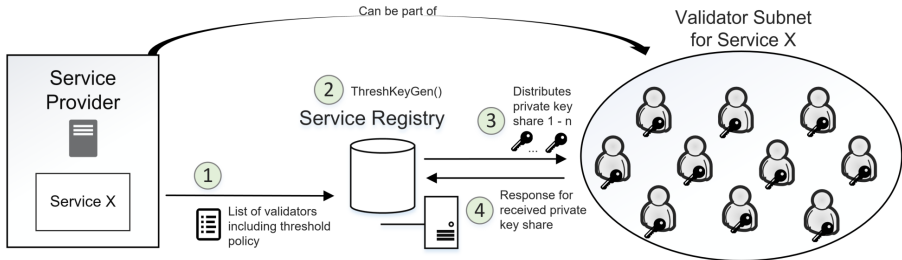 Can be part of
Validator Subnet
for Service X
Service
Provider
Service X
1
List of validators
including threshold
policy
2
ThreshKeyGen()
Service Registry
3
Distributes
private key
share 1 - n
...
4
Response for
received private
key share